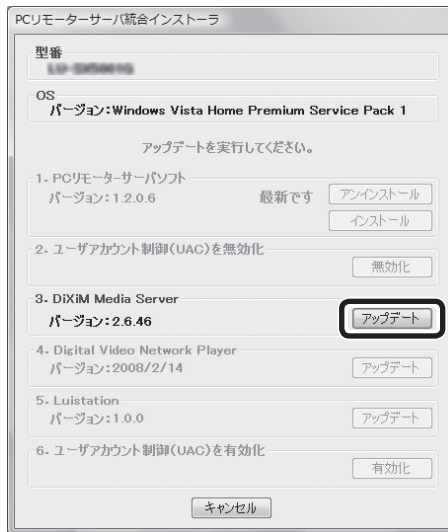 PCリモーターサーバ統合インストーラ
型番
OS
バージョン:Windows Vista Home Premium Service Pack 1
アップデートを実行してください。
1. PCリモーターサーバソフト
バージョン:1.2.0.6 最新です アンインストール
インストール
2. ユーザアカウント制御(UAC)を無効化
無効化
3. DiXiM Media Server
バージョン:2.6.46 アップデート
4. Digital Video Network Player
バージョン:2008/2/14 アップデート
5. Luistation
バージョン:1.0.0 アップデート
6. ユーザアカウント制御(UAC)を有効化
有効化
キャンセル